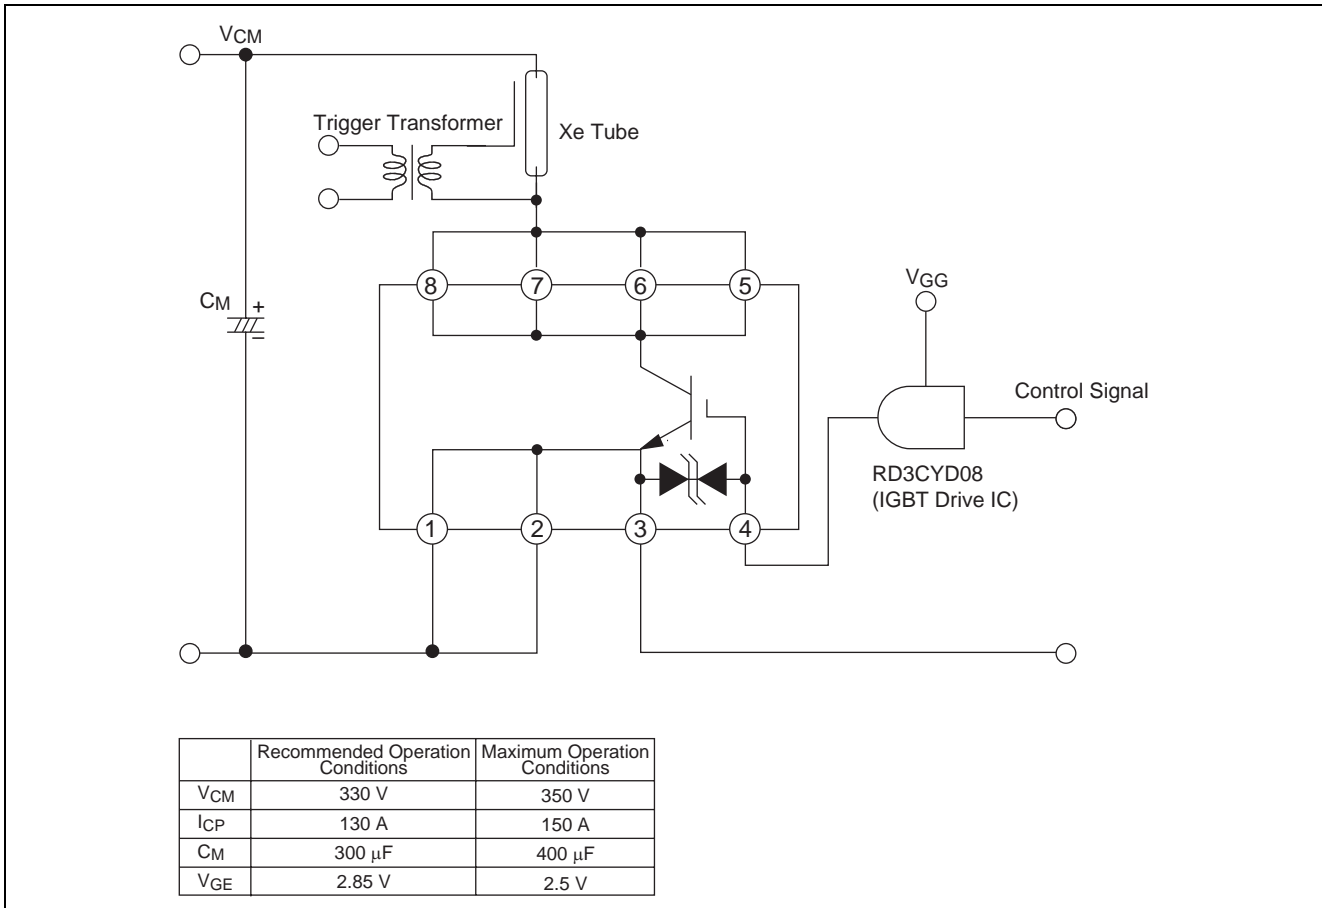 VCM
Trigger Transformer
Xe Tube
8
7
6
5
VGG
CM
+
−
Control Signal
RD3CYD08
(IGBT Drive IC)
1
2
3
4
Recommended Operation Conditions
Maximum Operation Conditions
VCM 330 V 350 V
ICP 130 A 150 A
CM 300 μF 400 μF
VGE 2.85 V 2.5 V